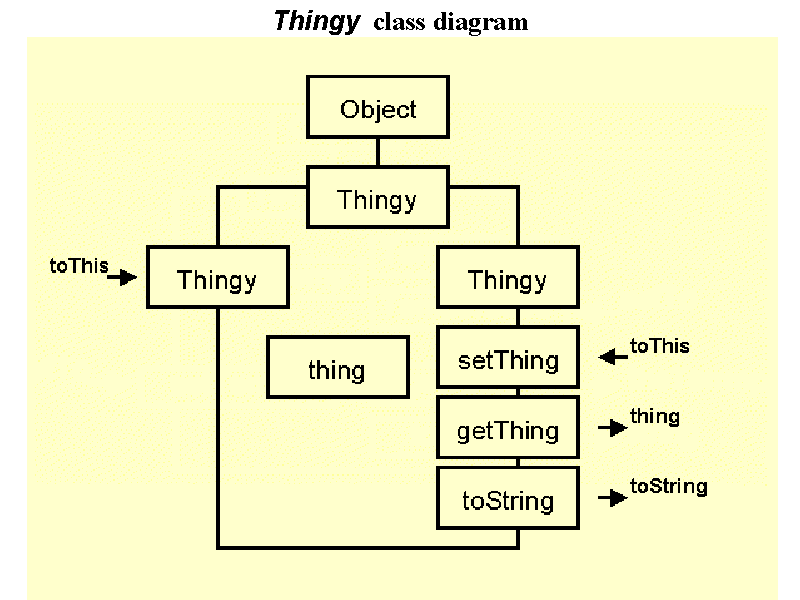 Thingy class diagram
Object
Thingy
toThis
Thingy
Thingy
thing
setThing
toThis
getThing
thing
toString
toString